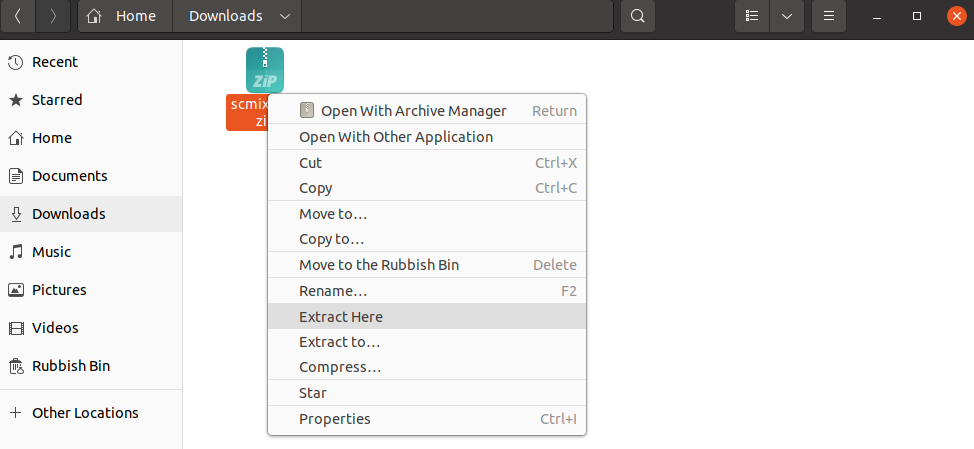 Home
Downloads
Recent
Starred
Home
Documents
Downloads
Music
Pictures
Videos
Rubbish Bin
Other Locations
ZiP
Open With Archive Manager Return
Open With Other Application
Cut Ctrl+X
Copy Ctrl+C
Move to…
Copy to…
Move to the Rubbish Bin Delete
Rename… F2
Extract Here
Extract to…
Compress…
Star
Properties Ctrl+I